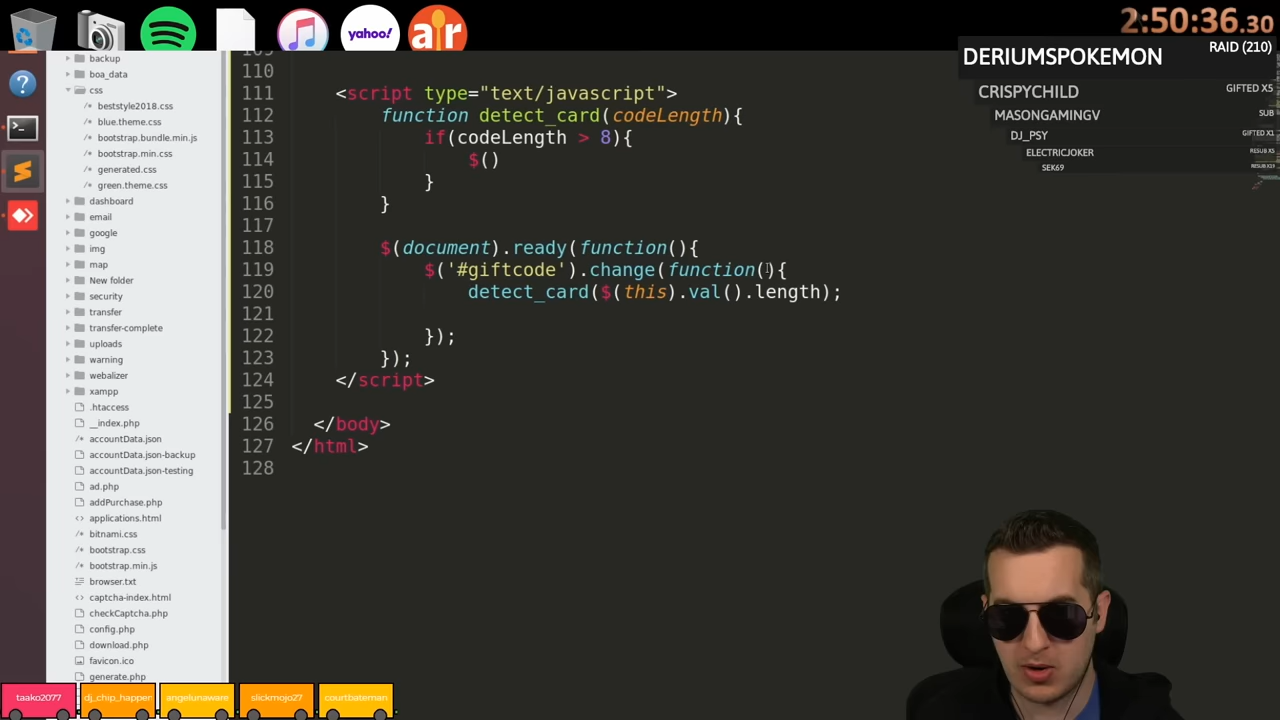 yahoo!
air
2:50:36.30
DERIUMSPOKEMON RAID (210)
CRISPYCHILD GIFTED X5
MASONGAMINGV SUB
DJ_PSY GIFTED X1
ELECTRICJOKER RESUB X5
SEK69
backup
boa_data
css
beststyle2018.css
blue.theme.css
bootstrap.bundle.min.js
bootstrap.min.css
generated.css
green.theme.css
dashboard
email
google
img
map
New folder
security
transfer
transfer-complete
uploads
warning
webalizer
xampp
.htaccess
__index.php
accountData.json
accountData.json-backup
accountData.json-testing
ad.php
addPurchase.php
applications.html
bitnami.css
bootstrap.css
bootstrap.min.js
browser.txt
captcha-index.html
checkCaptcha.php
config.php
download.php
favicon.ico
generate.php
109
110
111 <script type="text/javascript">
112 function detect_card(codeLength){
113 if(codeLength > 8){
114 $()
115 }
116 }
117
118 $(document).ready(function(){
119 $('#giftcode').change(function(){
120 detect_card($(this).val().length);
121
122 });
123 });
124 </script>
125
126 </body>
127 </html>
128
taako2077 dj_chip_happer angelunaware slickmojo27 courtbateman